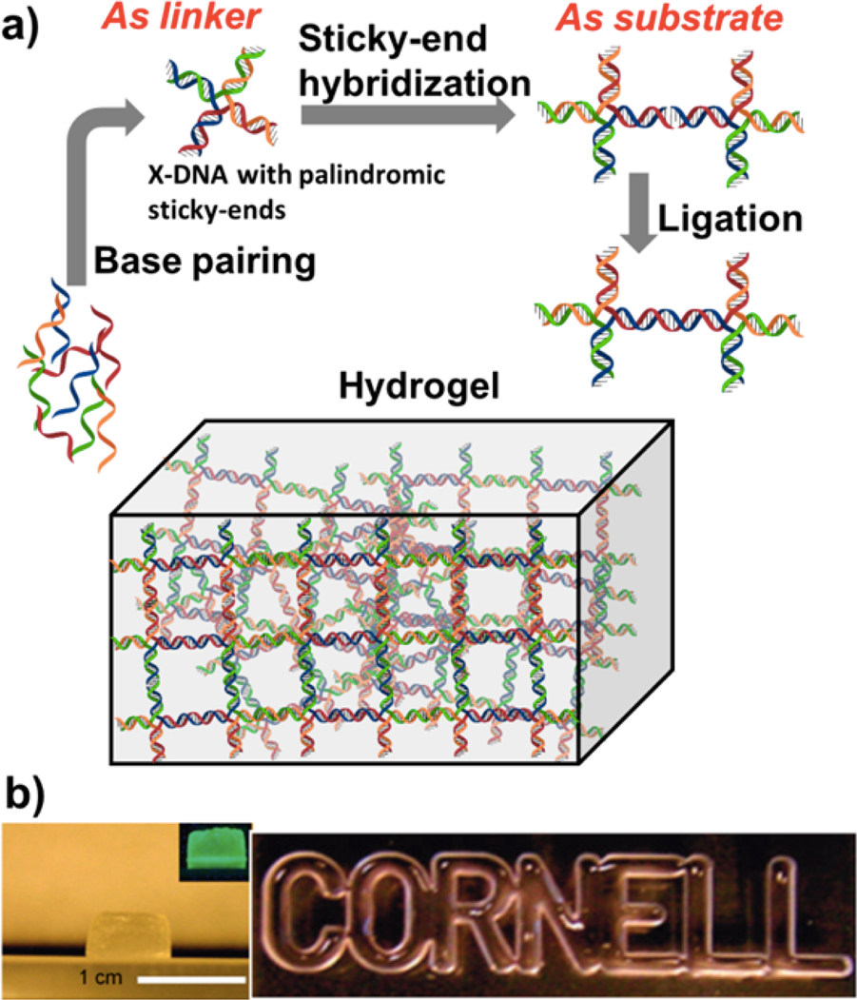 a)
As linker
Sticky-end
hybridization
As substrate
X-DNA with palindromic
sticky-ends
Base pairing
Ligation
Hydrogel
b)
1 cm
CORNELL